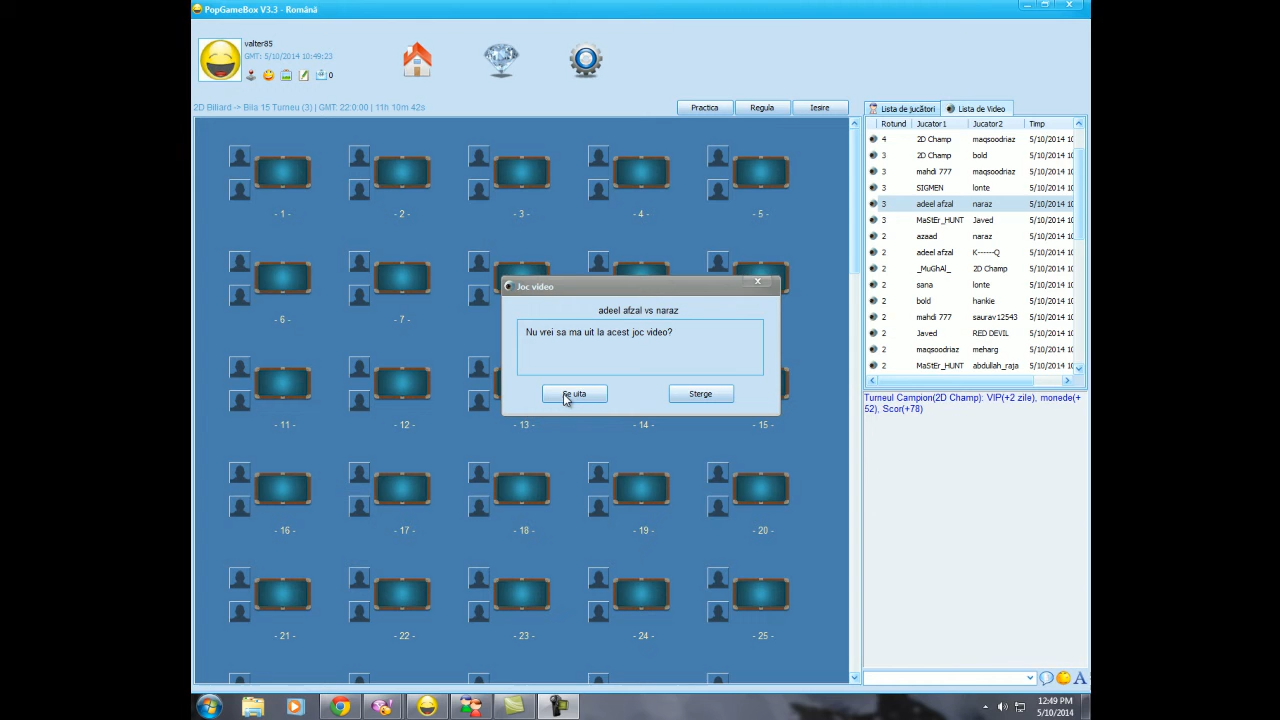 PopGameBox V3.3 - Română
valter85
GMT: 5/10/2014 10:49:23
0
2D Biliard -> Bila 15 Turneu (3) | GMT: 22:0:00 | 11h 10m 42s
Practica
Regula
Iesire
Lista de jucători
Lista de Video
Rotund Jucator1 Jucator2 Timp
4 2D Champ maqsoodriaz 5/10/2014 10
3 2D Champ bold 5/10/2014 10
3 mahdi 777 maqsoodriaz 5/10/2014 10
3 SIGMEN lonte 5/10/2014 10
3 adeel afzal naraz 5/10/2014 10
3 MaStEr_HUNT Javed 5/10/2014 10
2 azaad naraz 5/10/2014 10
2 adeel afzal K------Q 5/10/2014 10
2 _MuGhAl_ 2D Champ 5/10/2014 10
2 sana lonte 5/10/2014 10
2 bold hankie 5/10/2014 10
2 mahdi 777 saurav12543 5/10/2014 10
2 Javed RED DEVIL 5/10/2014 10
2 maqsoodriaz meharg 5/10/2014 10
2 MaStEr_HUNT abdullah_raja 5/10/2014 10
Turneul Campion(2D Champ): VIP(+2 zile), monede(+
52), Scor(+78)
- 1 - - 2 - - 3 - - 4 - - 5 -
- 6 - - 7 -
- 11 - - 12 - - 13 - - 14 - - 15 -
- 16 - - 17 - - 18 - - 19 - - 20 -
- 21 - - 22 - - 23 - - 24 - - 25 -
Joc video
adeel afzal vs naraz
Nu vrei sa ma uit la acest joc video?
Se uita
Sterge
A
12:49 PM
5/10/2014